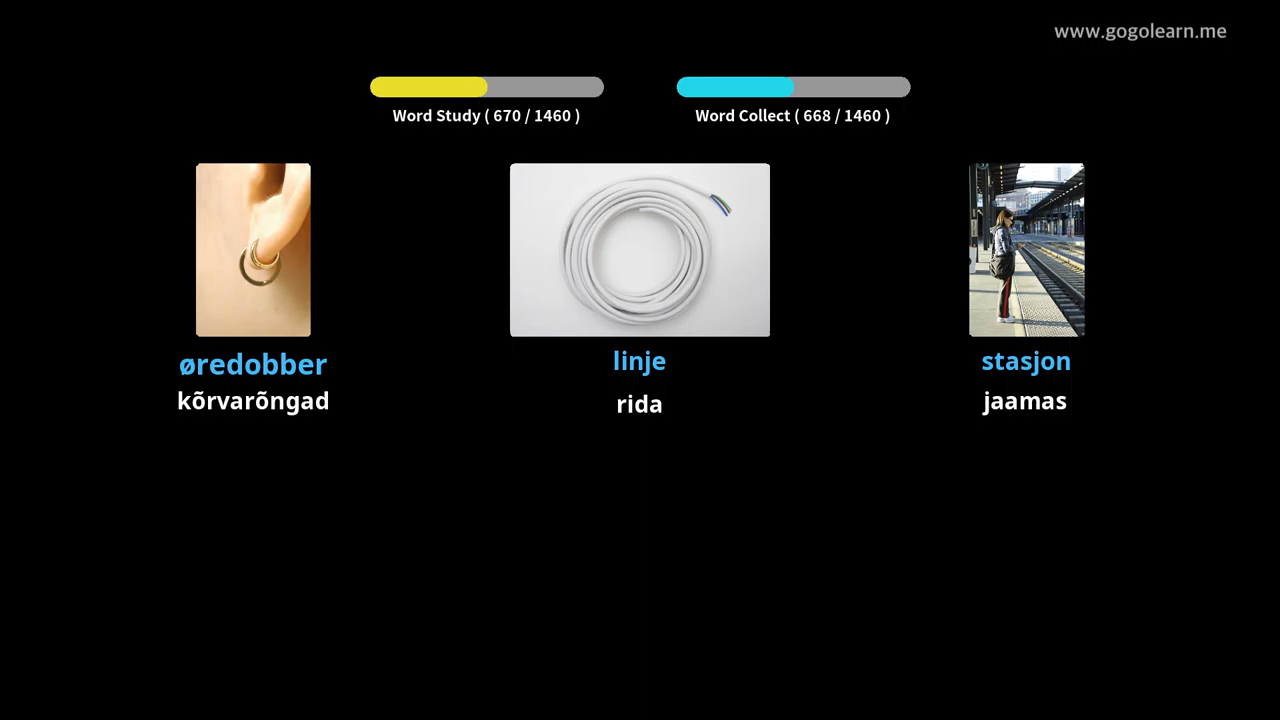 www.gogolearn.me
Word Study ( 670 / 1460 )
Word Collect ( 668 / 1460 )
øredobber
linje
stasjon
kõrvarõngad
rida
jaamas